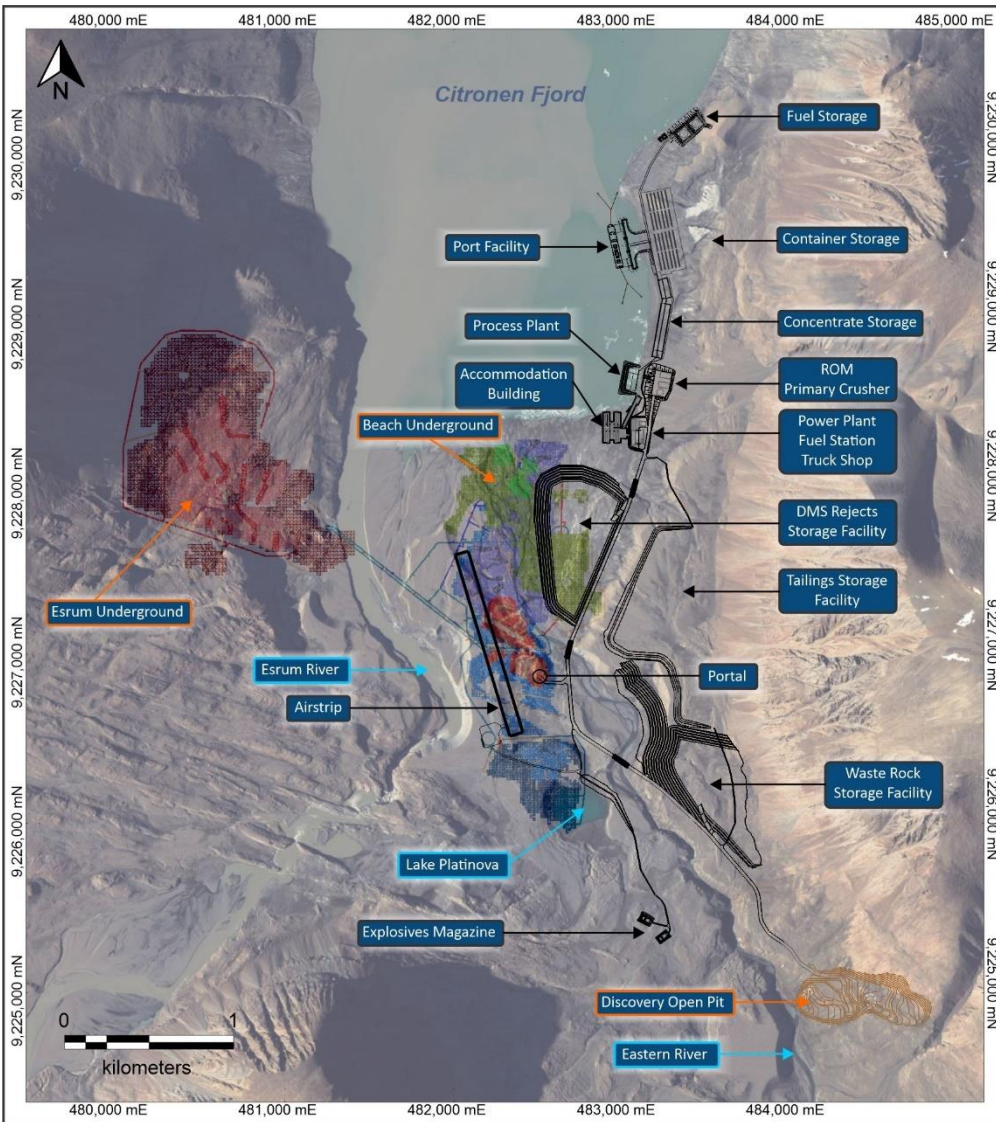 480,000 mE
481,000 mE
482,000 mE
483,000 mE
484,000 mE
485,000 mE
N
Citronen Fjord
Fuel Storage
9,230,000 mN
9,230,000 mN
Port Facility
Container Storage
9,229,000 mN
9,229,000 mN
Process Plant
Concentrate Storage
Accommodation
Building
ROM
Primary Crusher
Beach Underground
Power Plant
Fuel Station
Truck Shop
9,228,000 mN
9,228,000 mN
DMS Rejects
Storage Facility
Esrum Underground
Tailings Storage
Facility
9,227,000 mN
9,227,000 mN
Esrum River
Portal
Airstrip
Waste Rock
Storage Facility
9,226,000 mN
9,226,000 mN
Lake Platinova
Explosives Magazine
9,225,000 mN
9,225,000 mN
Discovery Open Pit
0
1
kilometers
Eastern River
480,000 mE
481,000 mE
482,000 mE
483,000 mE
484,000 mE